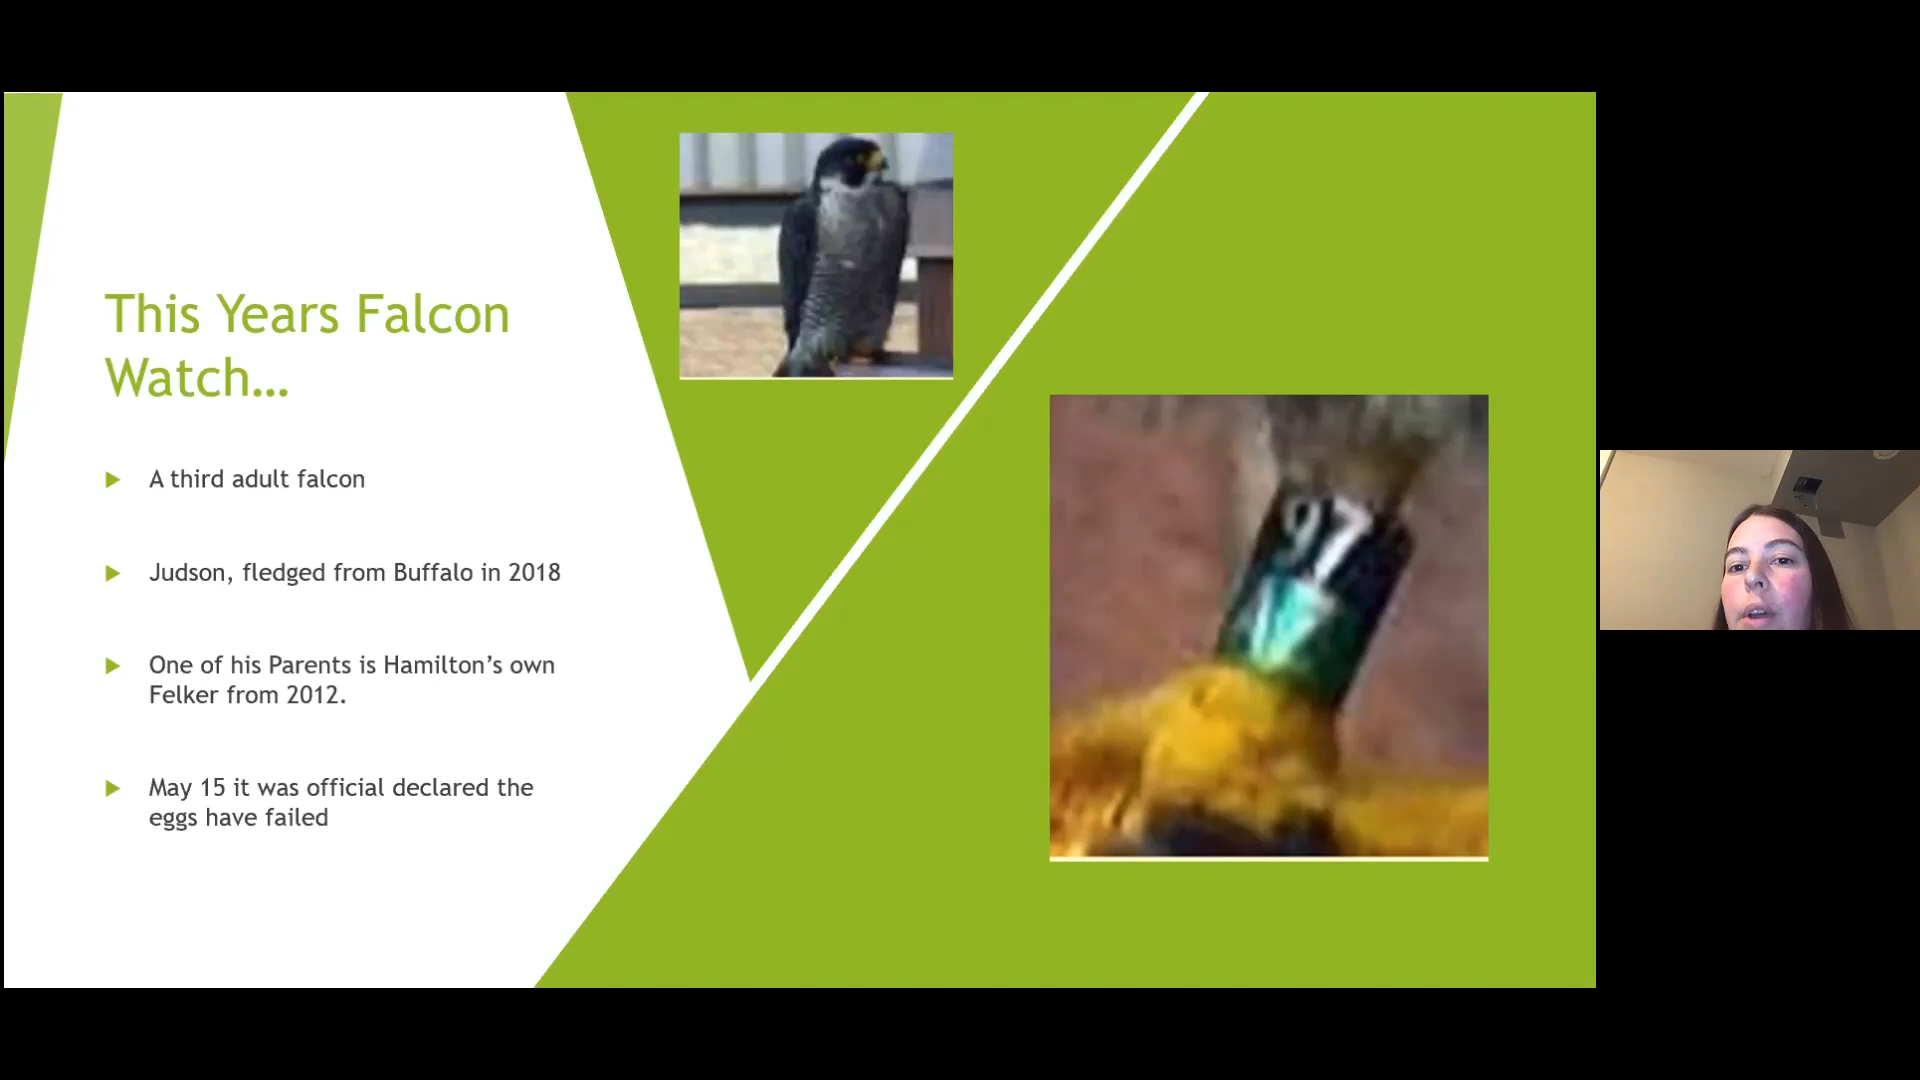 This Years Falcon
Watch...
A third adult falcon
Judson, fledged from Buffalo in 2018
One of his Parents is Hamilton’s own
Felker from 2012.
May 15 it was official declared the
eggs have failed
97